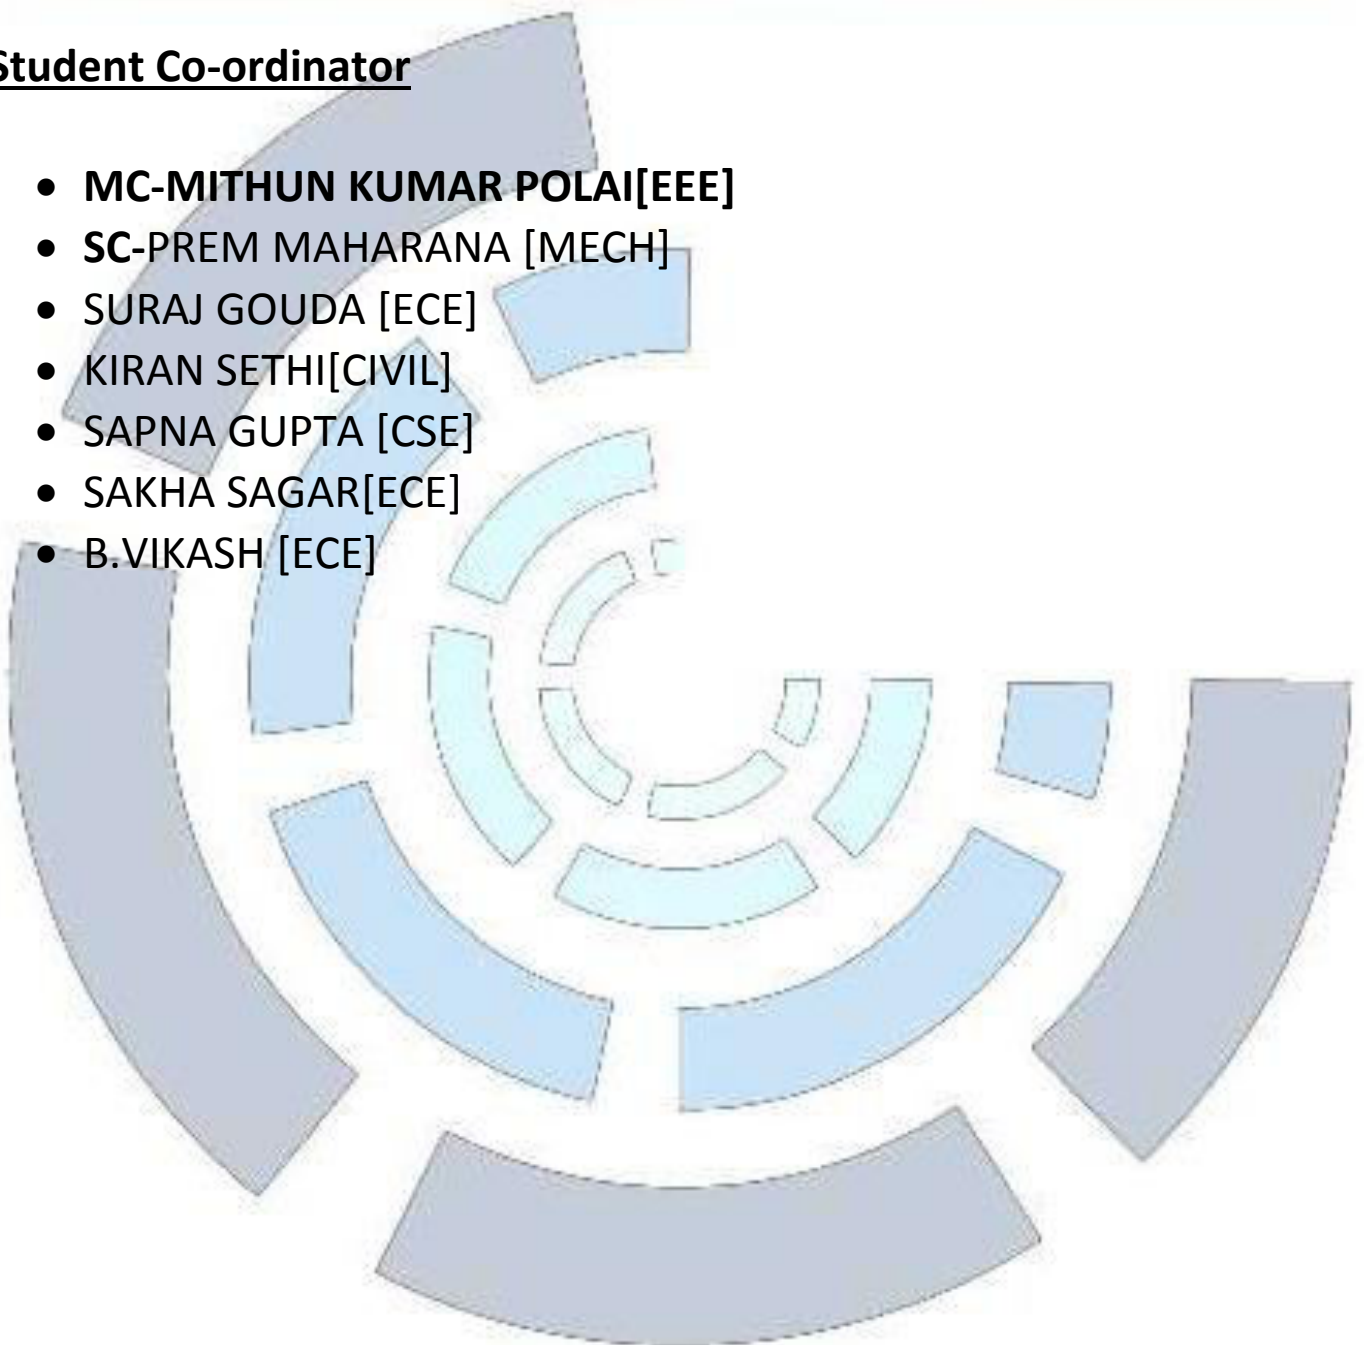 Student Co-ordinator
• MC-MITHUN KUMAR POLAI[EEE]
• SC-PREM MAHARANA [MECH]
• SURAJ GOUDA [ECE]
• KIRAN SETHI[CIVIL]
• SAPNA GUPTA [CSE]
• SAKHA SAGAR[ECE]
• B.VIKASH [ECE]